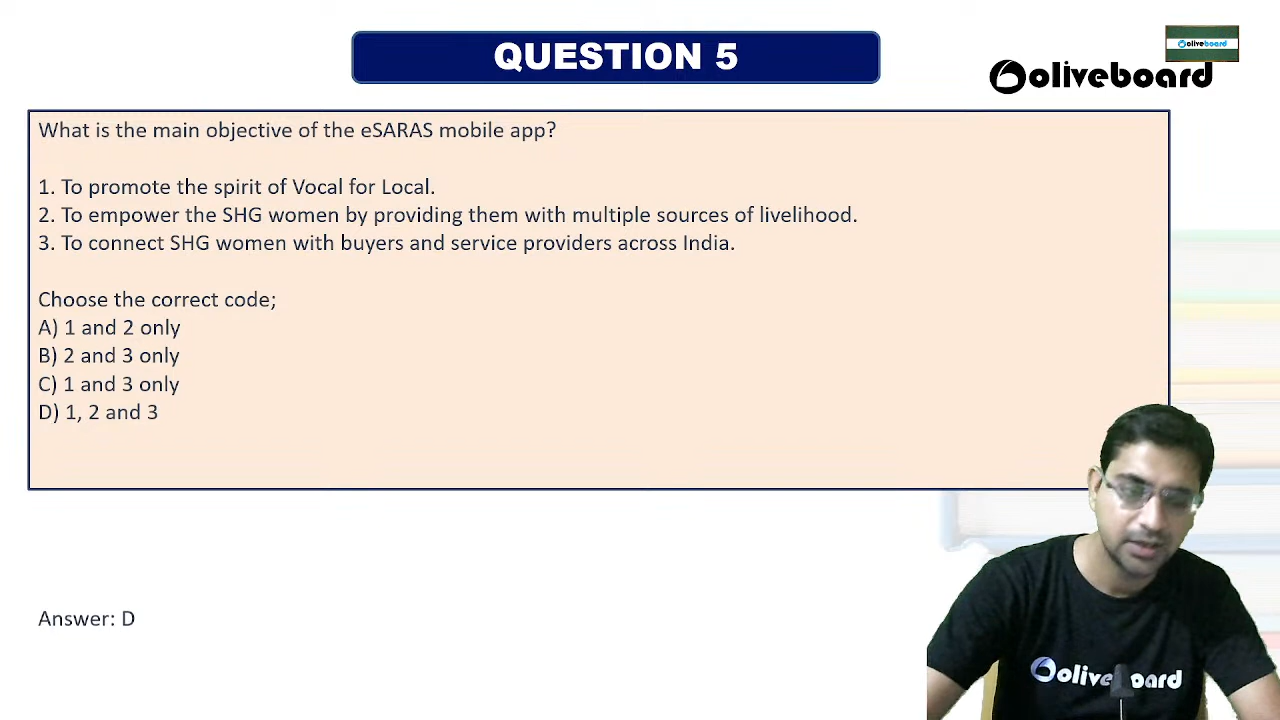 QUESTION 5
oliveboard
oliveboard
What is the main objective of the eSARAS mobile app?
1. To promote the spirit of Vocal for Local.
2. To empower the SHG women by providing them with multiple sources of livelihood.
3. To connect SHG women with buyers and service providers across India.
Choose the correct code;
A) 1 and 2 only
B) 2 and 3 only
C) 1 and 3 only
D) 1, 2 and 3
Answer: D
oliveboard